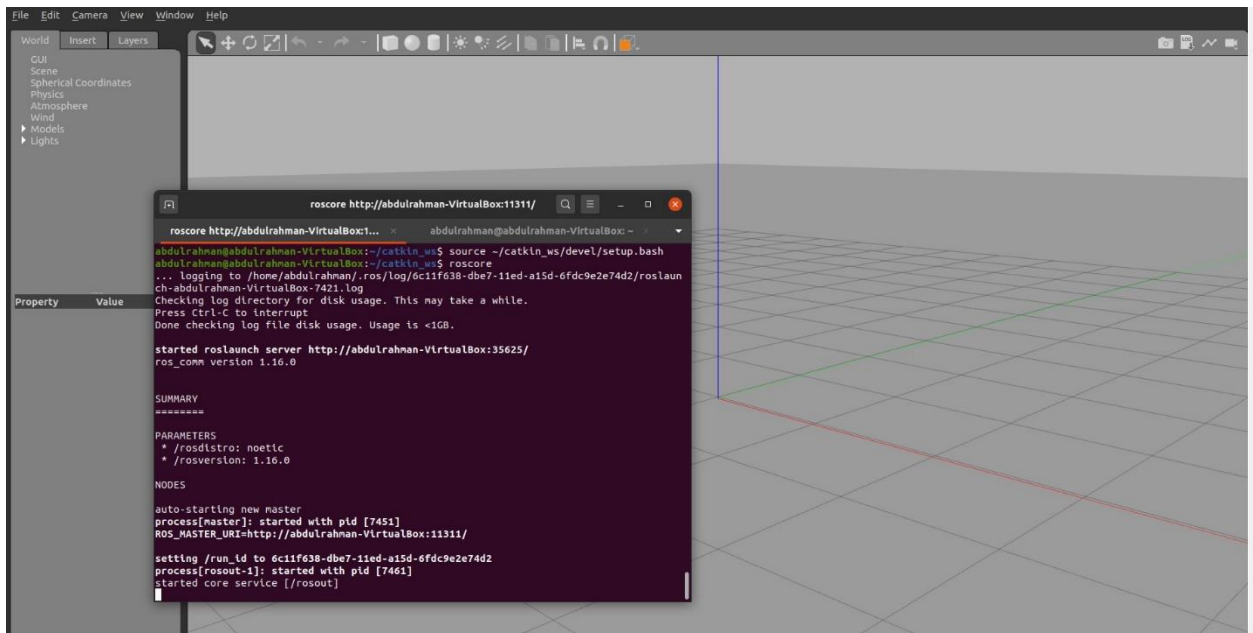 File Edit Camera View Window Help
World Insert Layers
GUI
Scene
Spherical Coordinates
Physics
Atmosphere
Wind
Models
Lights
Property Value
roscore http://abdulrahman-VirtualBox:11311/
roscore http://abdulrahman-VirtualBox:1... abdulrahman@abdulrahman-VirtualBox: ~
abdulrahman@abdulrahman-VirtualBox:~/catkin_ws$ source ~/catkin_ws/devel/setup.bash
abdulrahman@abdulrahman-VirtualBox:~/catkin_ws$ roscore
... logging to /home/abdulrahman/.ros/log/6c11f638-dbe7-11ed-a15d-6fdc9e2e74d2/roslaun
ch-abdulrahman-VirtualBox-7421.log
Checking log directory for disk usage. This may take a while.
Press Ctrl-C to interrupt
Done checking log file disk usage. Usage is <1GB.
started roslaunch server http://abdulrahman-VirtualBox:35625/
ros_comm version 1.16.0
SUMMARY
========
PARAMETERS
* /rosdistro: noetic
* /rosversion: 1.16.0
NODES
auto-starting new master
process[master]: started with pid [7451]
ROS_MASTER_URI=http://abdulrahman-VirtualBox:11311/
setting /run_id to 6c11f638-dbe7-11ed-a15d-6fdc9e2e74d2
process[rosout-1]: started with pid [7461]
started core service [/rosout]